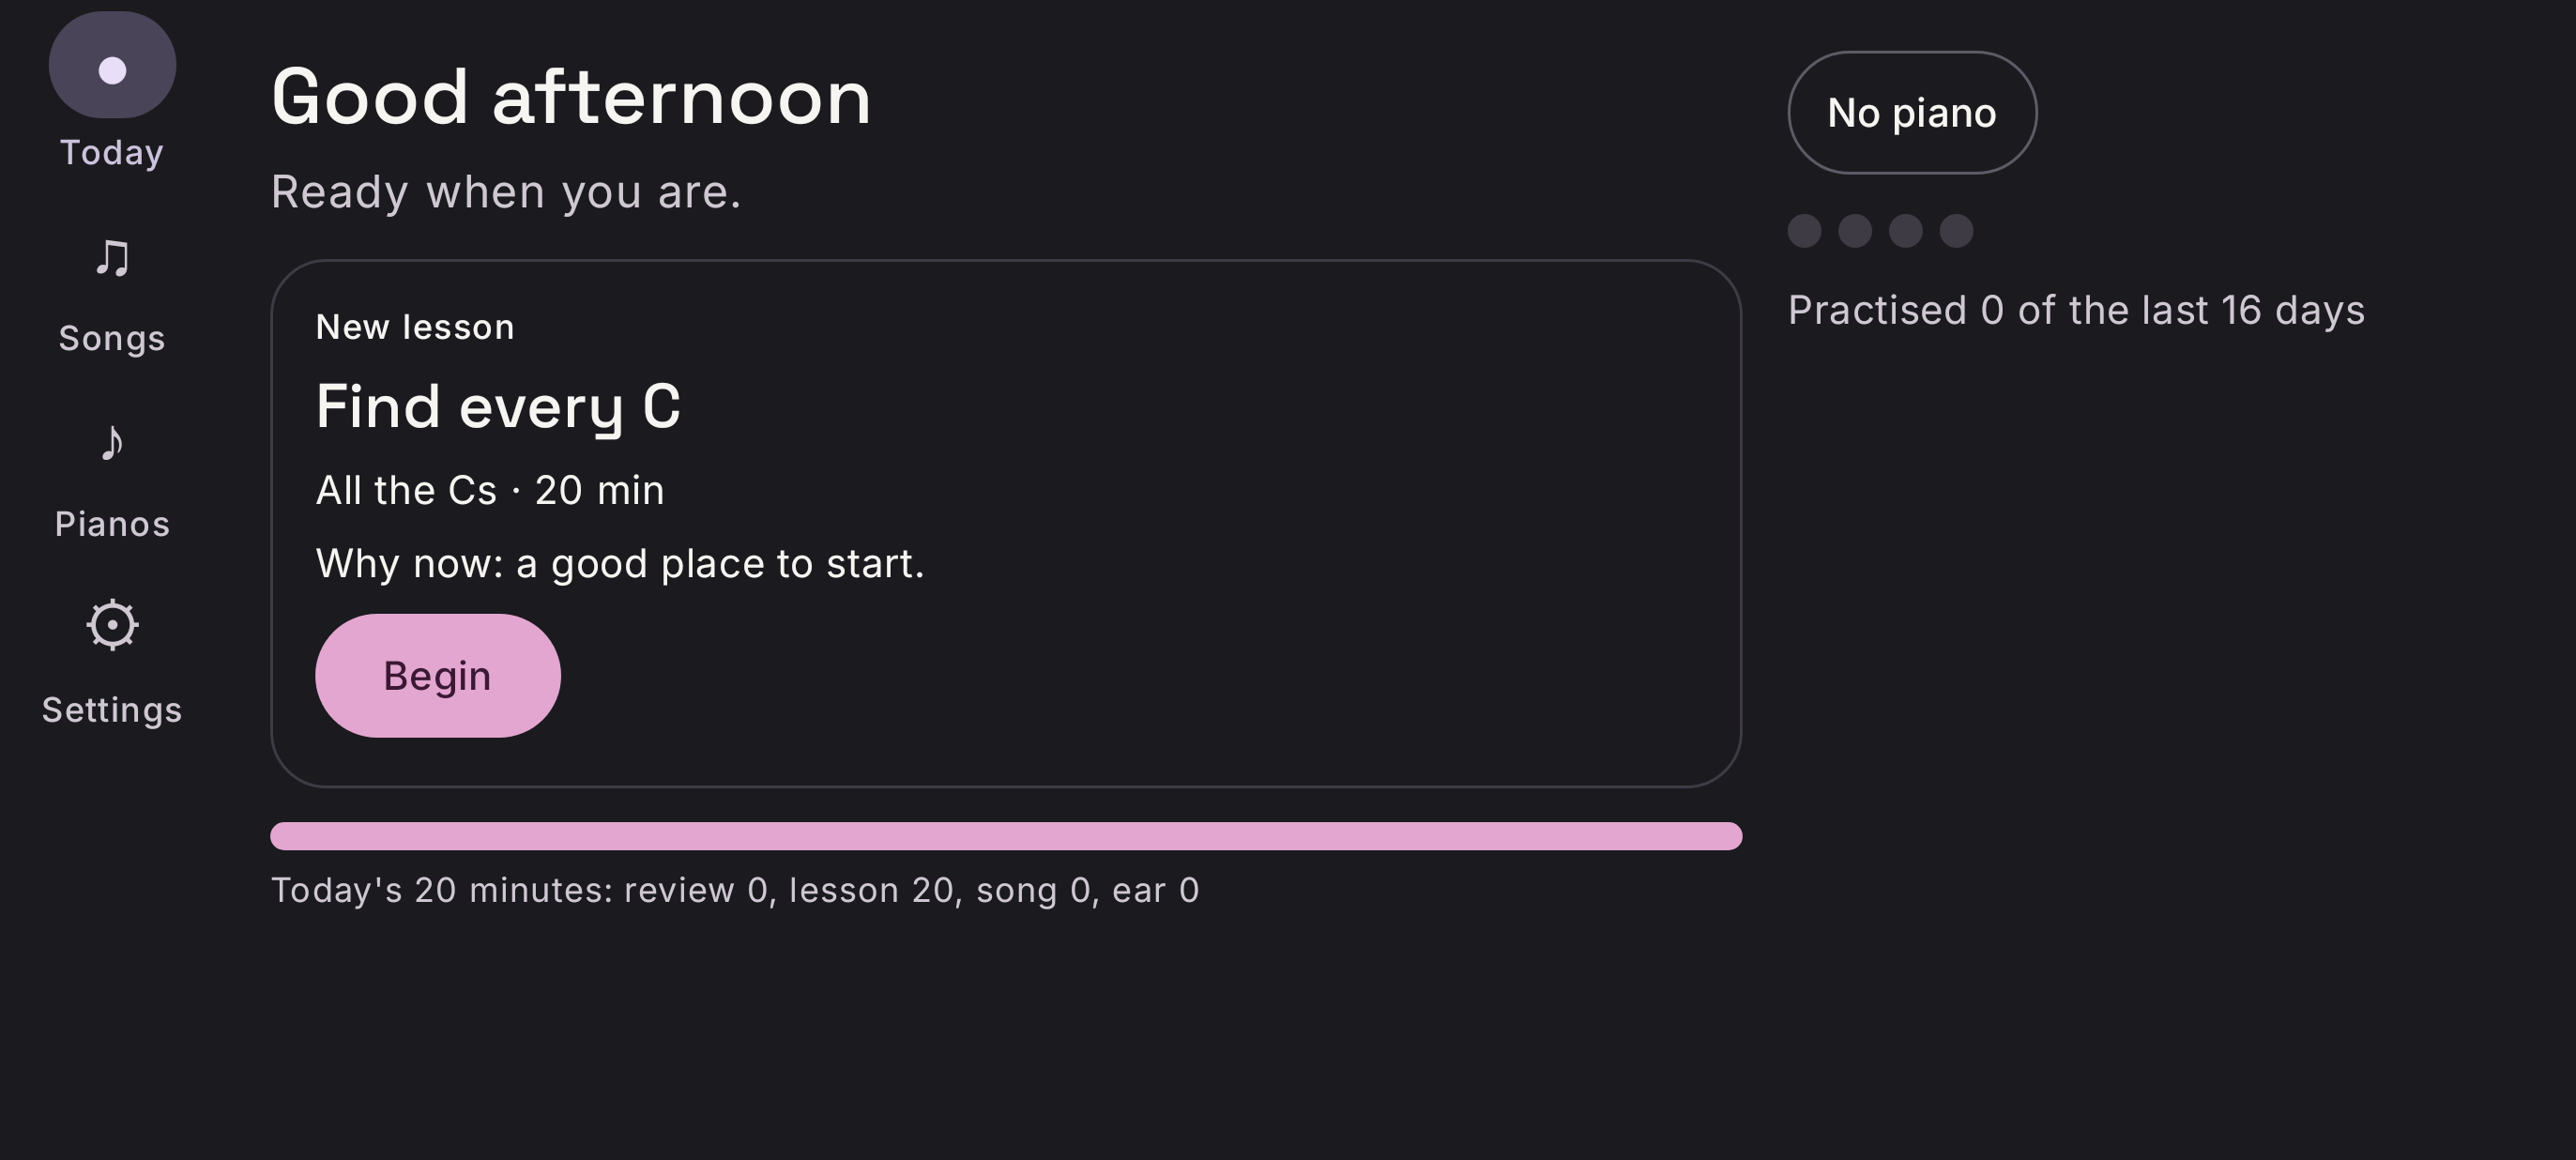 Today
Songs
Pianos
Settings
Good afternoon
Ready when you are.
New lesson
Find every C
All the Cs · 20 min
Why now: a good place to start.
Begin
Today's 20 minutes: review 0, lesson 20, song 0, ear 0
No piano
Practised 0 of the last 16 days